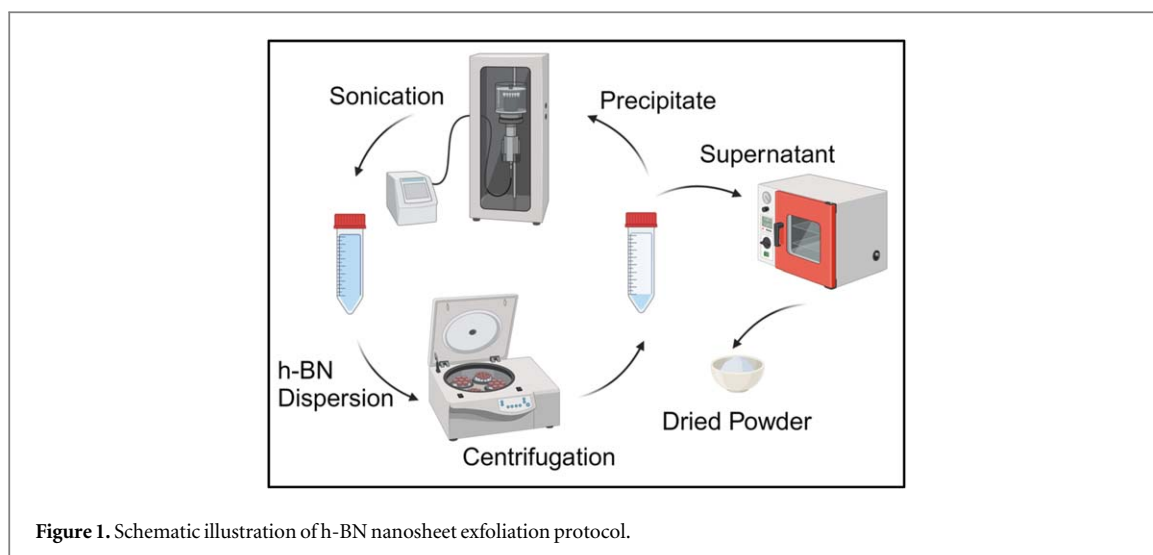 Sonication
Precipitate
Supernatant
h-BN
Dispersion
Centrifugation
Dried Powder
Figure 1. Schematic illustration of h-BN nanosheet exfoliation protocol.